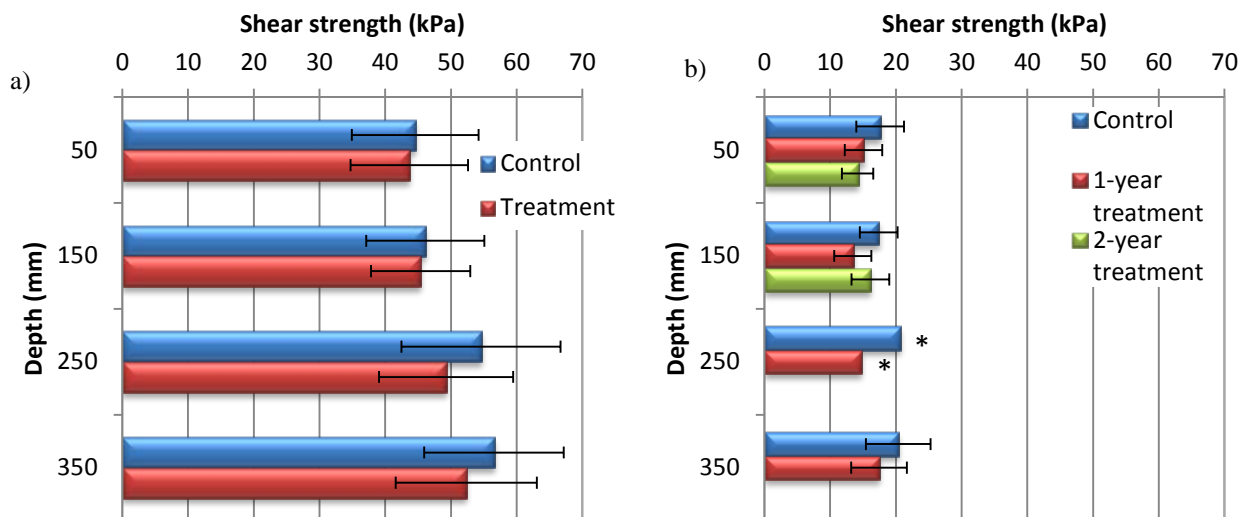 a)
Shear strength (kPa)
0 10 20 30 40 50 60 70
Depth (mm)
50
150
250
350
Control
Treatment
b)
Shear strength (kPa)
0 10 20 30 40 50 60 70
Depth (mm)
50
150
250
350
*
*
Control
1-year
treatment
2-year
treatment